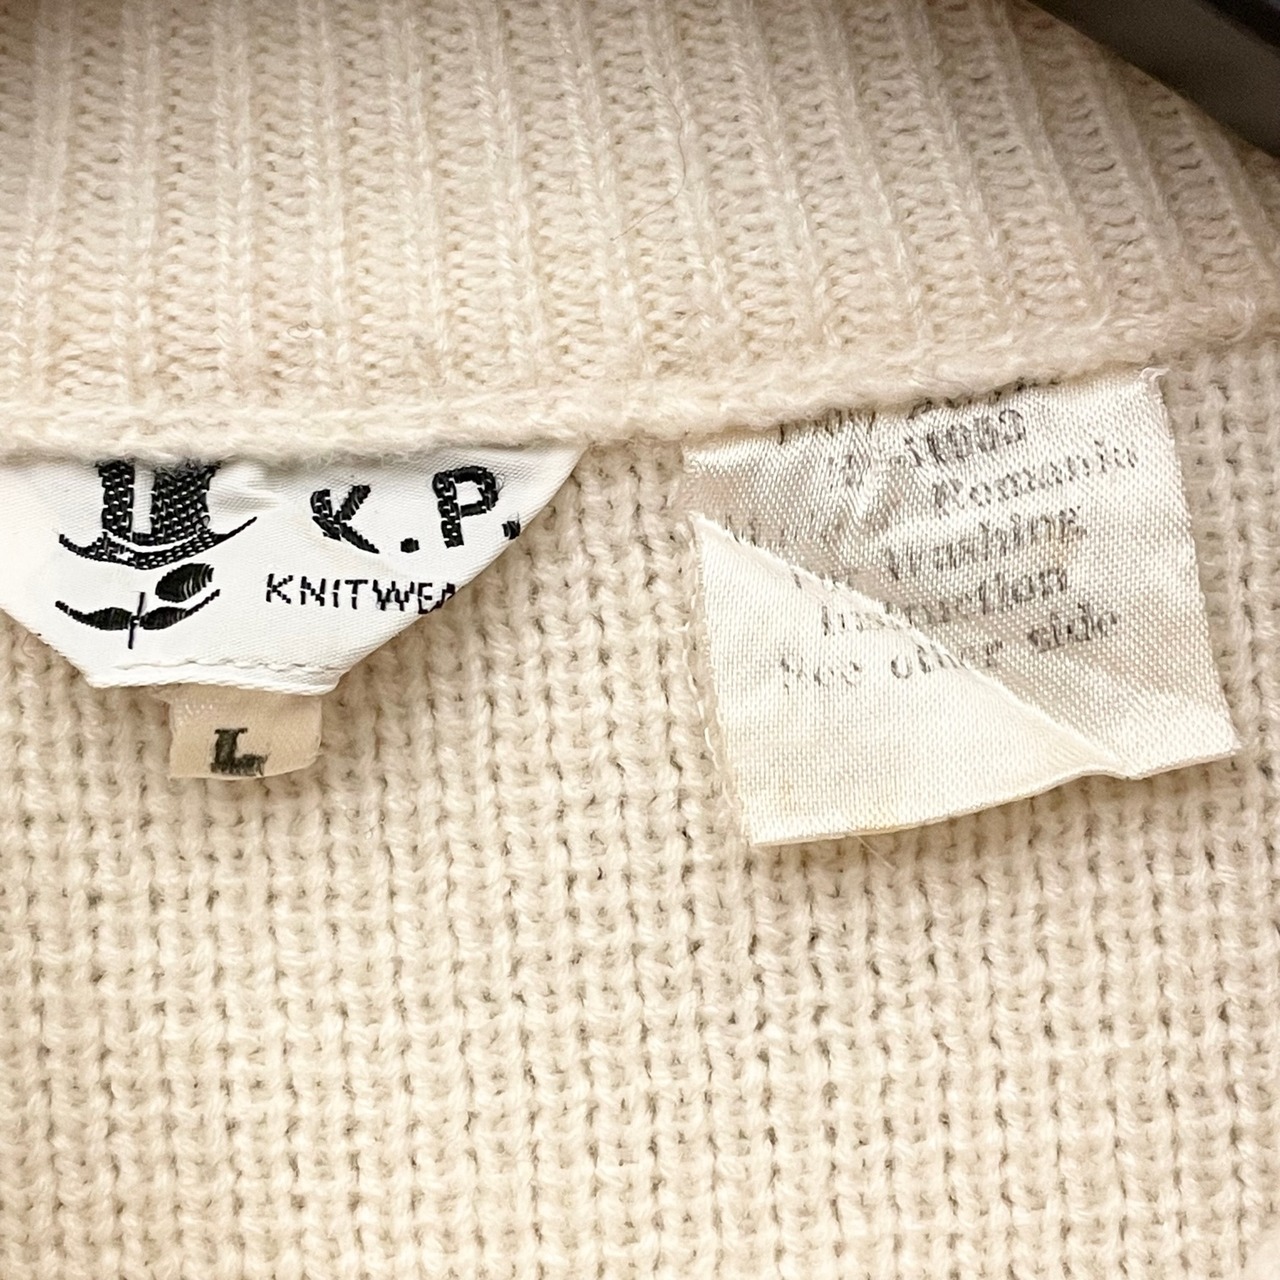 K.P.
KNITWEA
L
Romania
Washing
Instruction
See other side